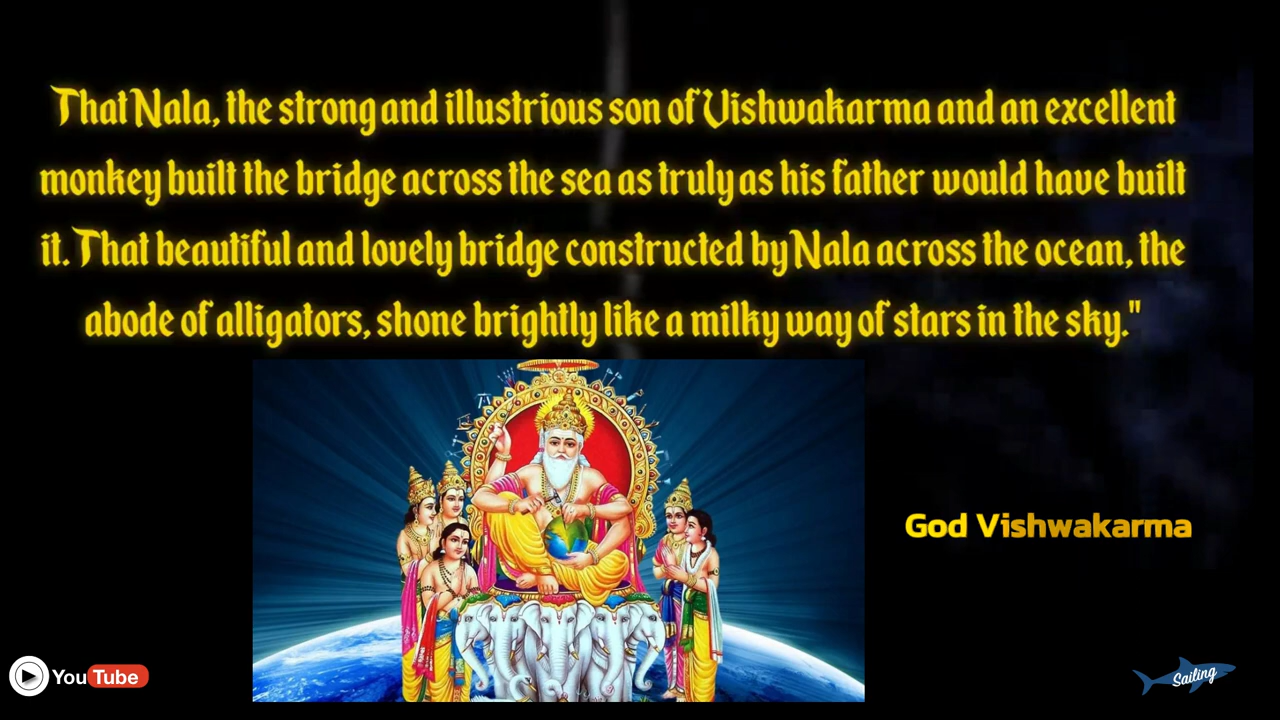 That Nala, the strong and illustrious son of Vishwakarma and an excellent
monkey built the bridge across the sea as truly as his father would have built
it. That beautiful and lovely bridge constructed by Nala across the ocean, the
abode of alligators, shone brightly like a milky way of stars in the sky."
God Vishwakarma
YouTube
Sailing